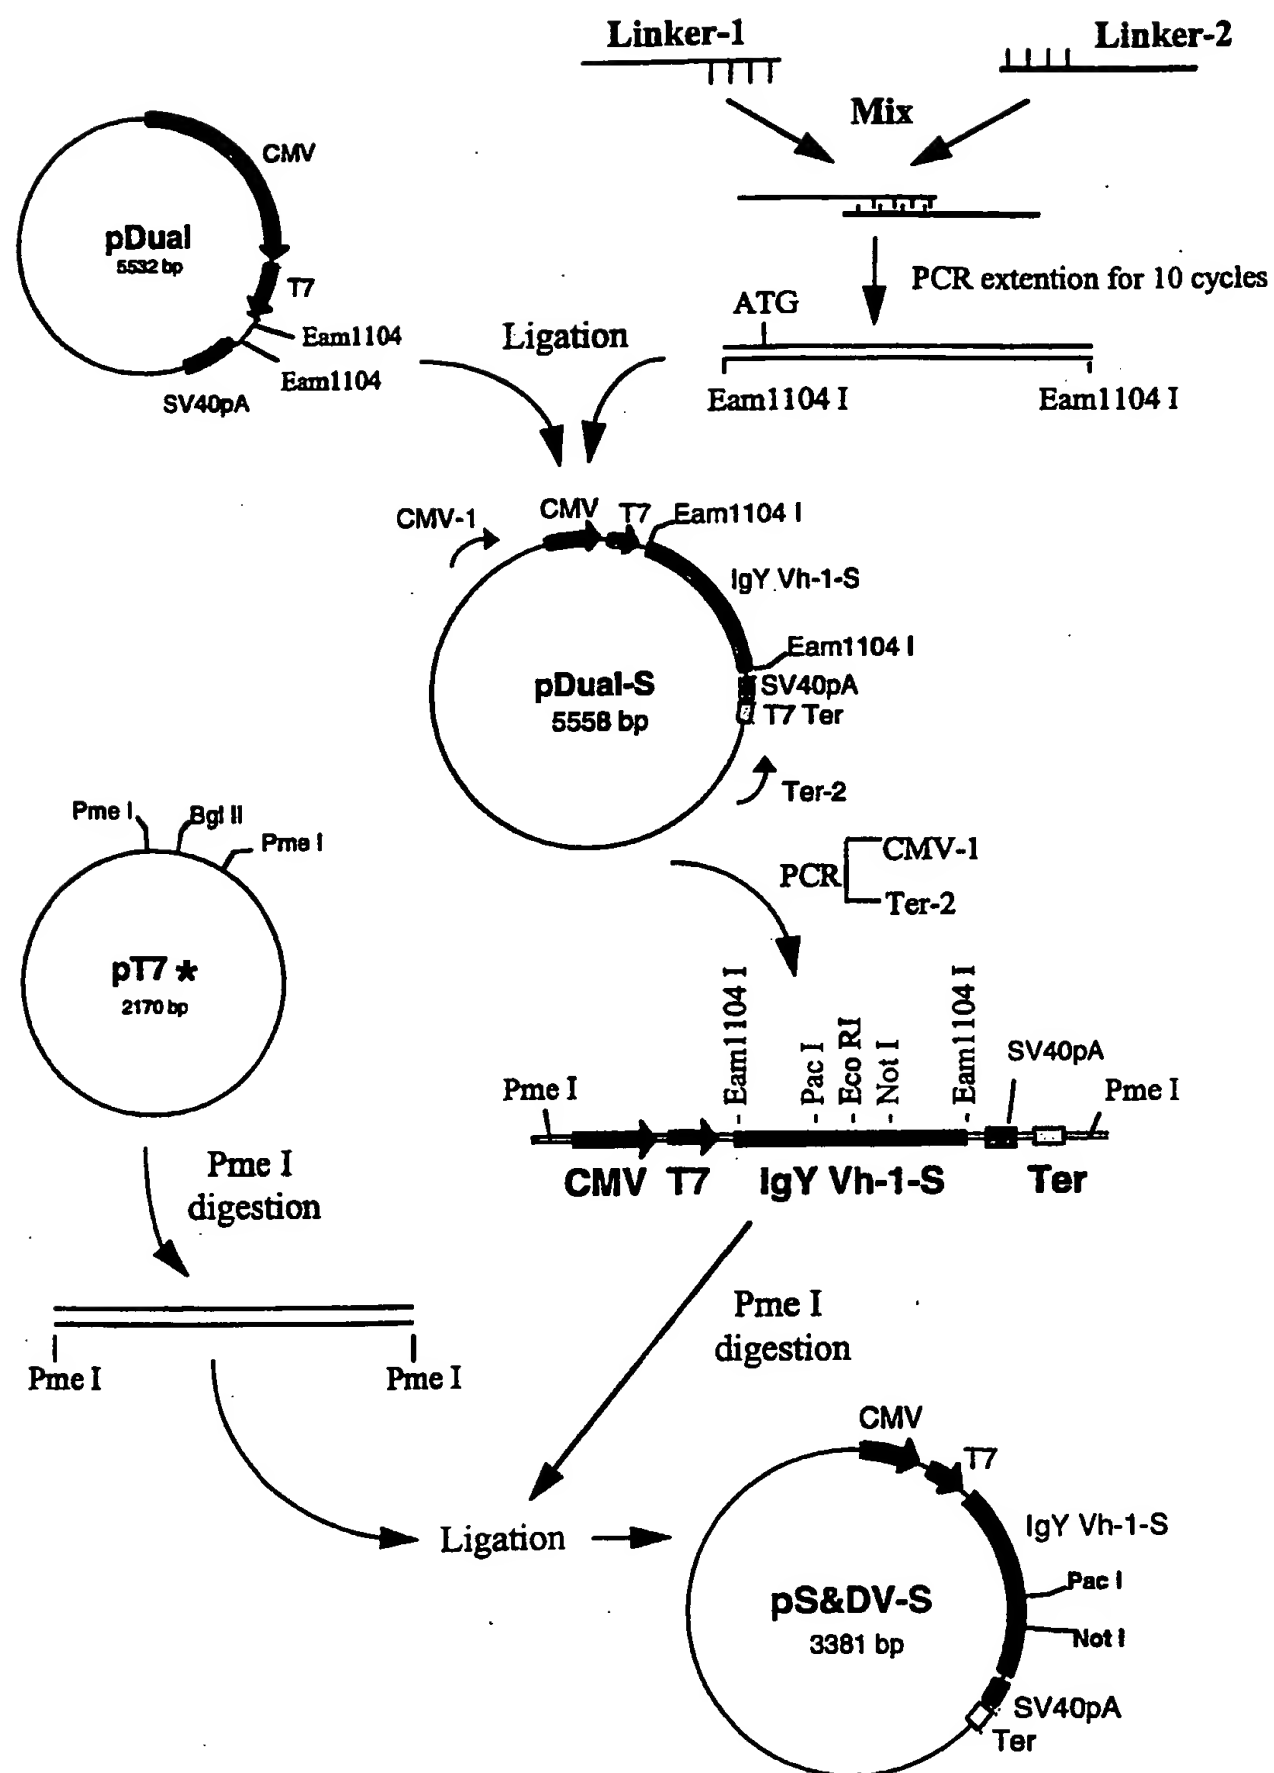 Linker-1
Linker-2
Mix
CMV
pDual
5532 bp
T7
Eam1104
Eam1104
SV40pA
PCR extention for 10 cycles
ATG
Ligation
Eam1104 I
Eam1104 I
CMV-1
CMV
T7
Eam1104 I
IgY Vh-1-S
Eam1104 I
pDual-S
5558 bp
SV40pA
T7 Ter
Ter-2
Pme I
Bgl II
Pme I
PCR
CMV-1
Ter-2
pT7 *
2170 bp
Eam1104 I
Pac I
Eco RI
Not I
Eam1104 I
SV40pA
Pme I
Pme I
CMV
T7
IgY Vh-1-S
Ter
Pme I
digestion
Pme I
digestion
Pme I
Pme I
CMV
T7
Ligation
IgY Vh-1-S
Pac I
pS&DV-S
3381 bp
Not I
SV40pA
Ter